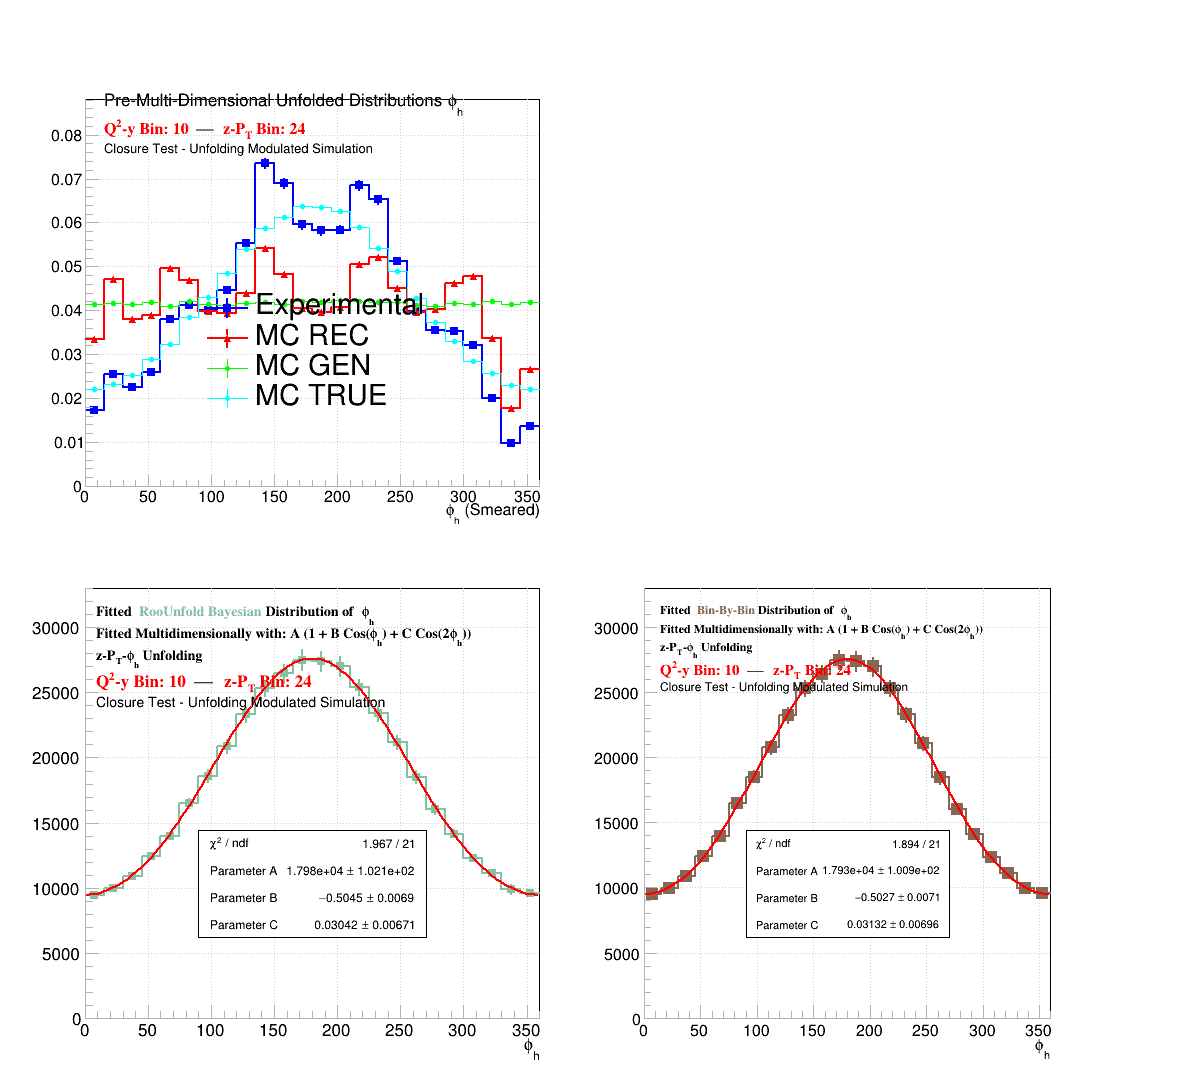 Pre-Multi-Dimensional Unfolded Distributions ϕh
Q²-y Bin: 10 — z-PT Bin: 24
Closure Test - Unfolding Modulated Simulation
0.08
0.07
0.06
0.05
0.04
0.03
0.02
0.01
0
Experimental
MC REC
MC GEN
MC TRUE
0 50 100 150 200 250 300 350
ϕh (Smeared)
Fitted RooUnfold Bayesian Distribution of ϕh
Fitted Multidimensionally with: A (1 + B Cos(ϕh) + C Cos(2ϕh))
z-PT-ϕh Unfolding
Q²-y Bin: 10 — z-PT Bin: 24
Closure Test - Unfolding Modulated Simulation
30000
25000
20000
15000
10000
5000
0
χ² / ndf 1.967 / 21
Parameter A 1.798e+04 ± 1.021e+02
Parameter B −0.5045 ± 0.0069
Parameter C 0.03042 ± 0.00671
0 50 100 150 200 250 300 350
ϕh
Fitted Bin-By-Bin Distribution of ϕh
Fitted Multidimensionally with: A (1 + B Cos(ϕh) + C Cos(2ϕh))
z-PT-ϕh Unfolding
Q²-y Bin: 10 — z-PT Bin: 24
Closure Test - Unfolding Modulated Simulation
30000
25000
20000
15000
10000
5000
0
χ² / ndf 1.894 / 21
Parameter A 1.793e+04 ± 1.009e+02
Parameter B −0.5027 ± 0.0071
Parameter C 0.03132 ± 0.00696
0 50 100 150 200 250 300 350
ϕh